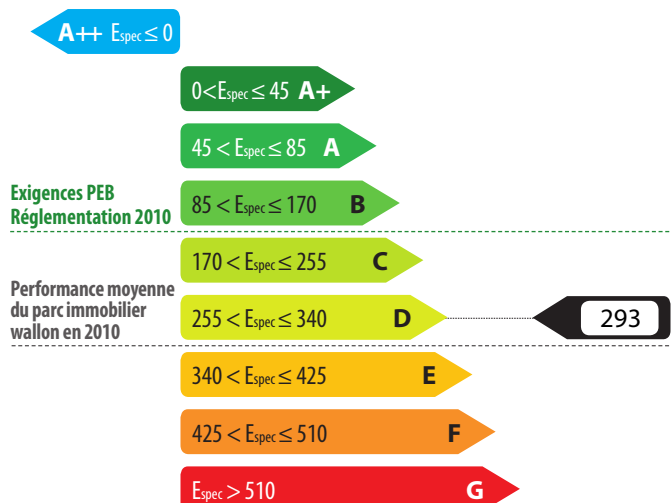 A++ Espec ≤ 0
0<Espec ≤ 45 A+
45 < Espec ≤ 85 A
Exigences PEB
Réglementation 2010
85 < Espec ≤ 170 B
170 < Espec ≤ 255 C
Performance moyenne
du parc immobilier
wallon en 2010
255 < Espec ≤ 340 D
293
340 < Espec ≤ 425 E
425 < Espec ≤ 510 F
Espec > 510 G